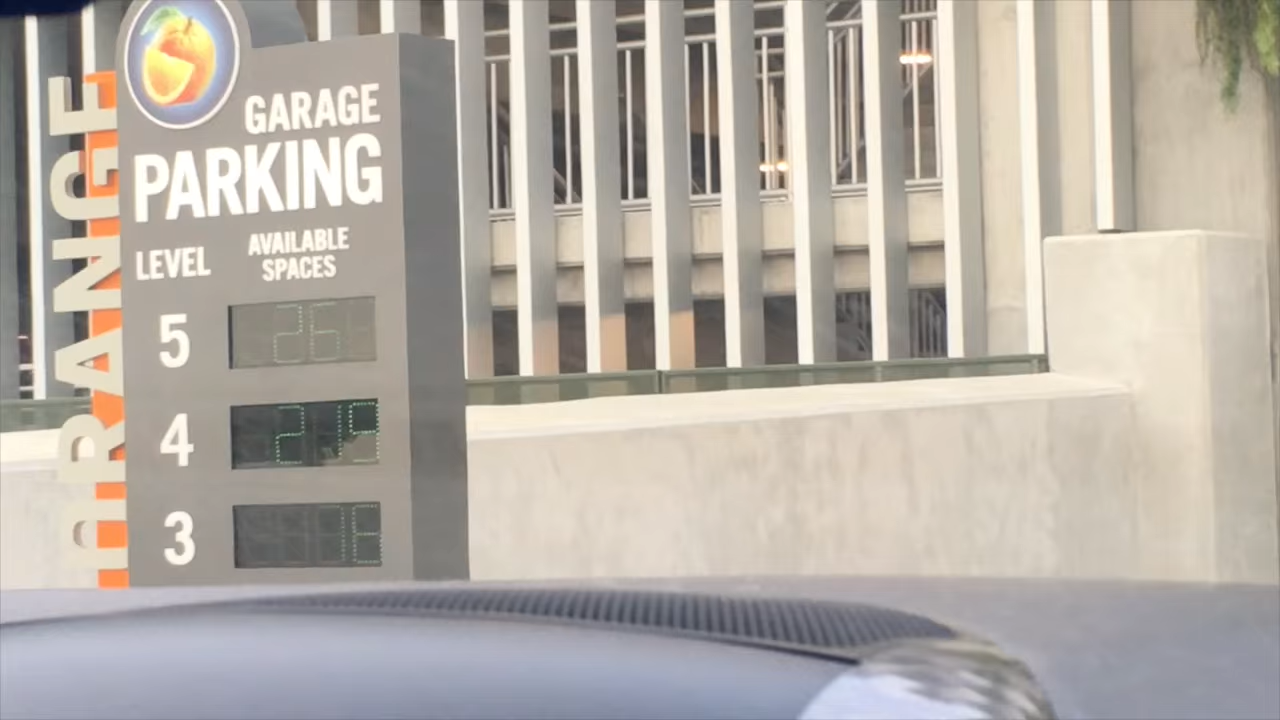 ORANGE
GARAGE
PARKING
LEVEL
AVAILABLE
SPACES
5
26
4
219
3